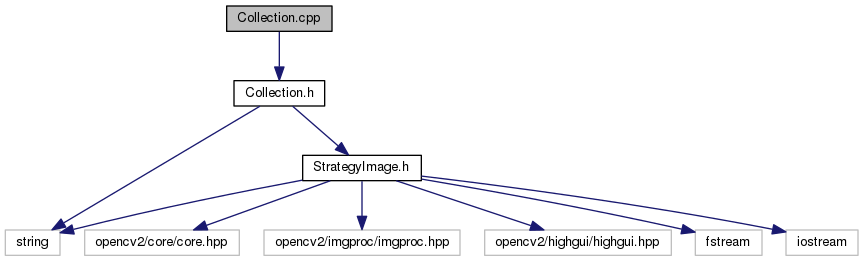 Collection.cpp
Collection.h
StrategyImage.h
string
opencv2/core/core.hpp
opencv2/imgproc/imgproc.hpp
opencv2/highgui/highgui.hpp
fstream
iostream